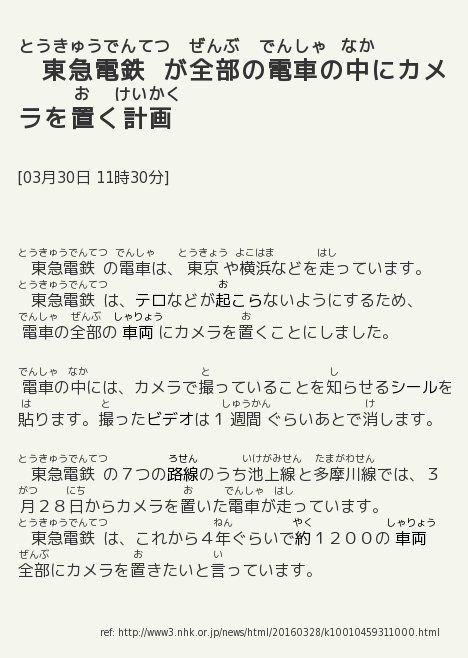 とうきゅうでんてつ ぜんぶ でんしゃ なか
東急電鉄 が全部の電車の中にカメ
お けいかく
ラを置く計画
[03月30日 11時30分]
とうきゅうでんてつ でんしゃ とうきょう よこはま はし
東急電鉄 の電車は、東京 や横浜などを走っています。
とうきゅうでんてつ お
東急電鉄 は、テロなどが起こらないようにするため、
でんしゃ ぜんぶ しゃりょう お
電車の全部の 車両 にカメラを置くことにしました。
でんしゃ なか と し
電車の中には、カメラで撮っていることを知らせるシールを
は と しゅうかん け
貼ります。撮ったビデオは１週間 ぐらいあとで消します。
とうきゅうでんてつ ろせん いけがみせん たまがわせん
東急電鉄 の７つの路線のうち池上線と多摩川線では、３
がつ にち お でんしゃ はし
月２８日からカメラを置いた電車が走っています。
とうきゅうでんてつ ねん やく しゃりょう
東急電鉄 は、これから４年ぐらいで約１２００の 車両
ぜんぶ お い
全部にカメラを置きたいと言っています。
ref: http://www3.nhk.or.jp/news/html/20160328/k10010459311000.html